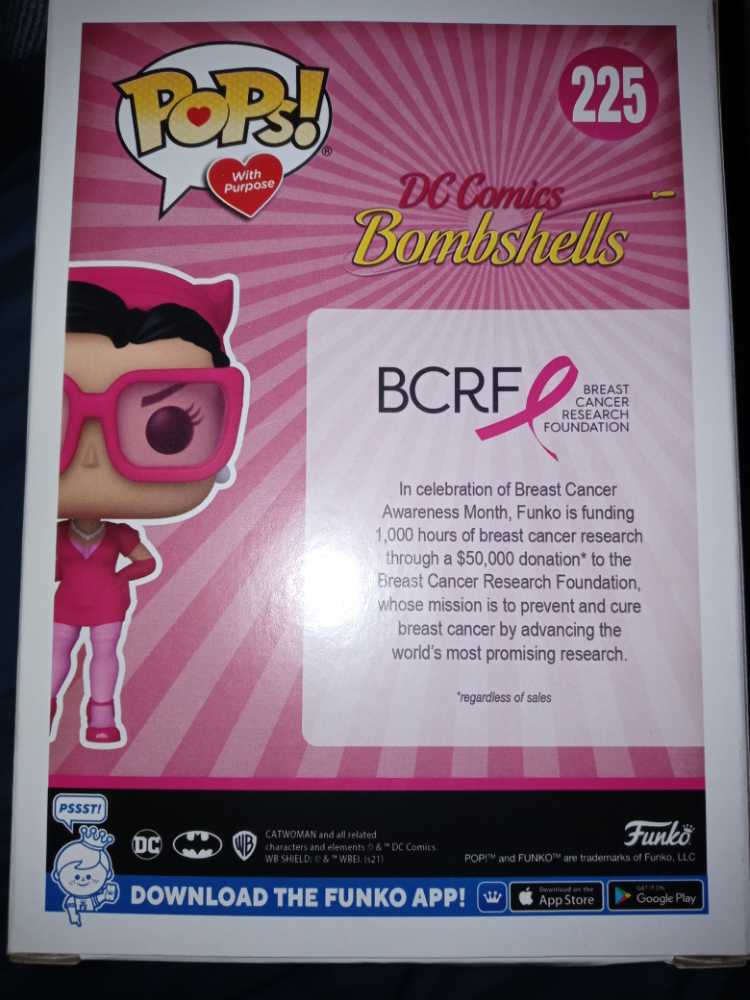 POPs!
®
With
Purpose
225
DC Comics
Bombshells
BCRF
BREAST
CANCER
RESEARCH
FOUNDATION
In celebration of Breast Cancer
Awareness Month, Funko is funding
1,000 hours of breast cancer research
through a $50,000 donation* to the
Breast Cancer Research Foundation,
whose mission is to prevent and cure
breast cancer by advancing the
world's most promising research.
*regardless of sales
PSSST!
DC
WB
CATWOMAN and all related
characters and elements © & ™ DC Comics.
WB SHIELD: © & ™ WBEI. (s21)
Funko
POP!™ and FUNKO™ are trademarks of Funko, LLC
DOWNLOAD THE FUNKO APP!
Download on the
App Store
GET IT ON
Google Play